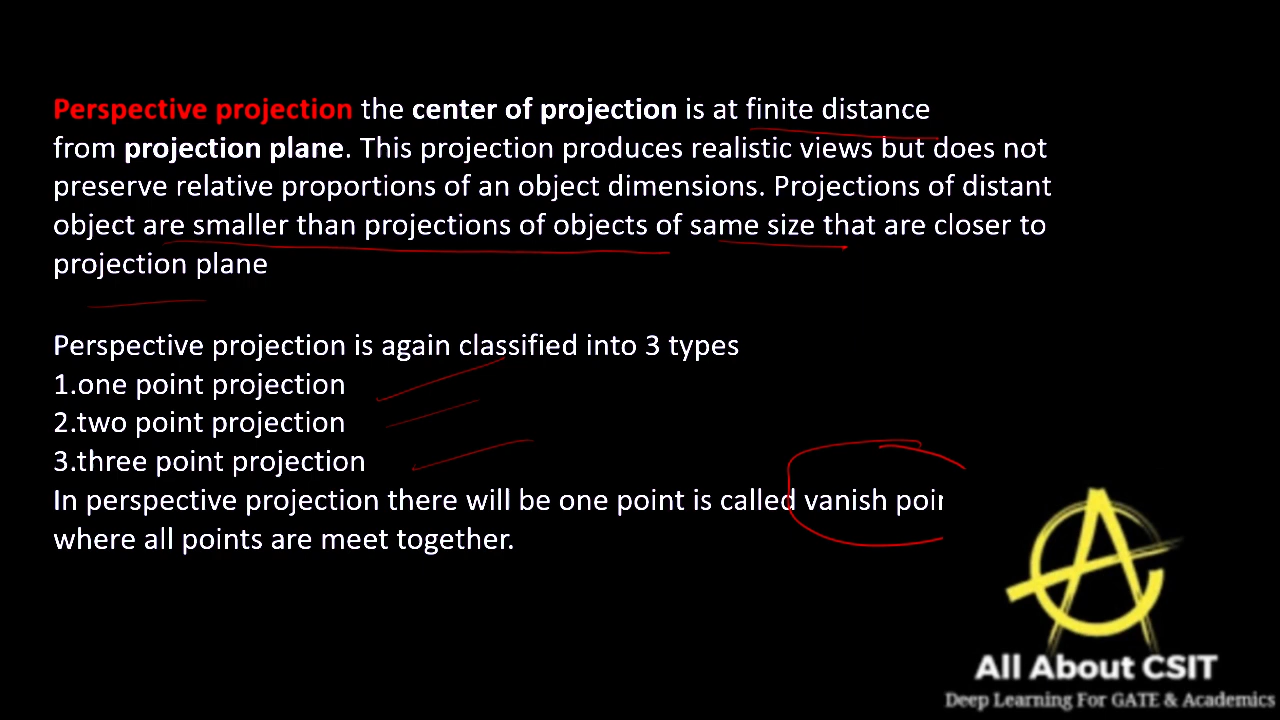 Perspective projection the center of projection is at finite distance
from projection plane. This projection produces realistic views but does not
preserve relative proportions of an object dimensions. Projections of distant
object are smaller than projections of objects of same size that are closer to
projection plane
Perspective projection is again classified into 3 types
1.one point projection
2.two point projection
3.three point projection
In perspective projection there will be one point is called vanish
where all points are meet together.
All About CSIT
Deep Learning For GATE & Academics